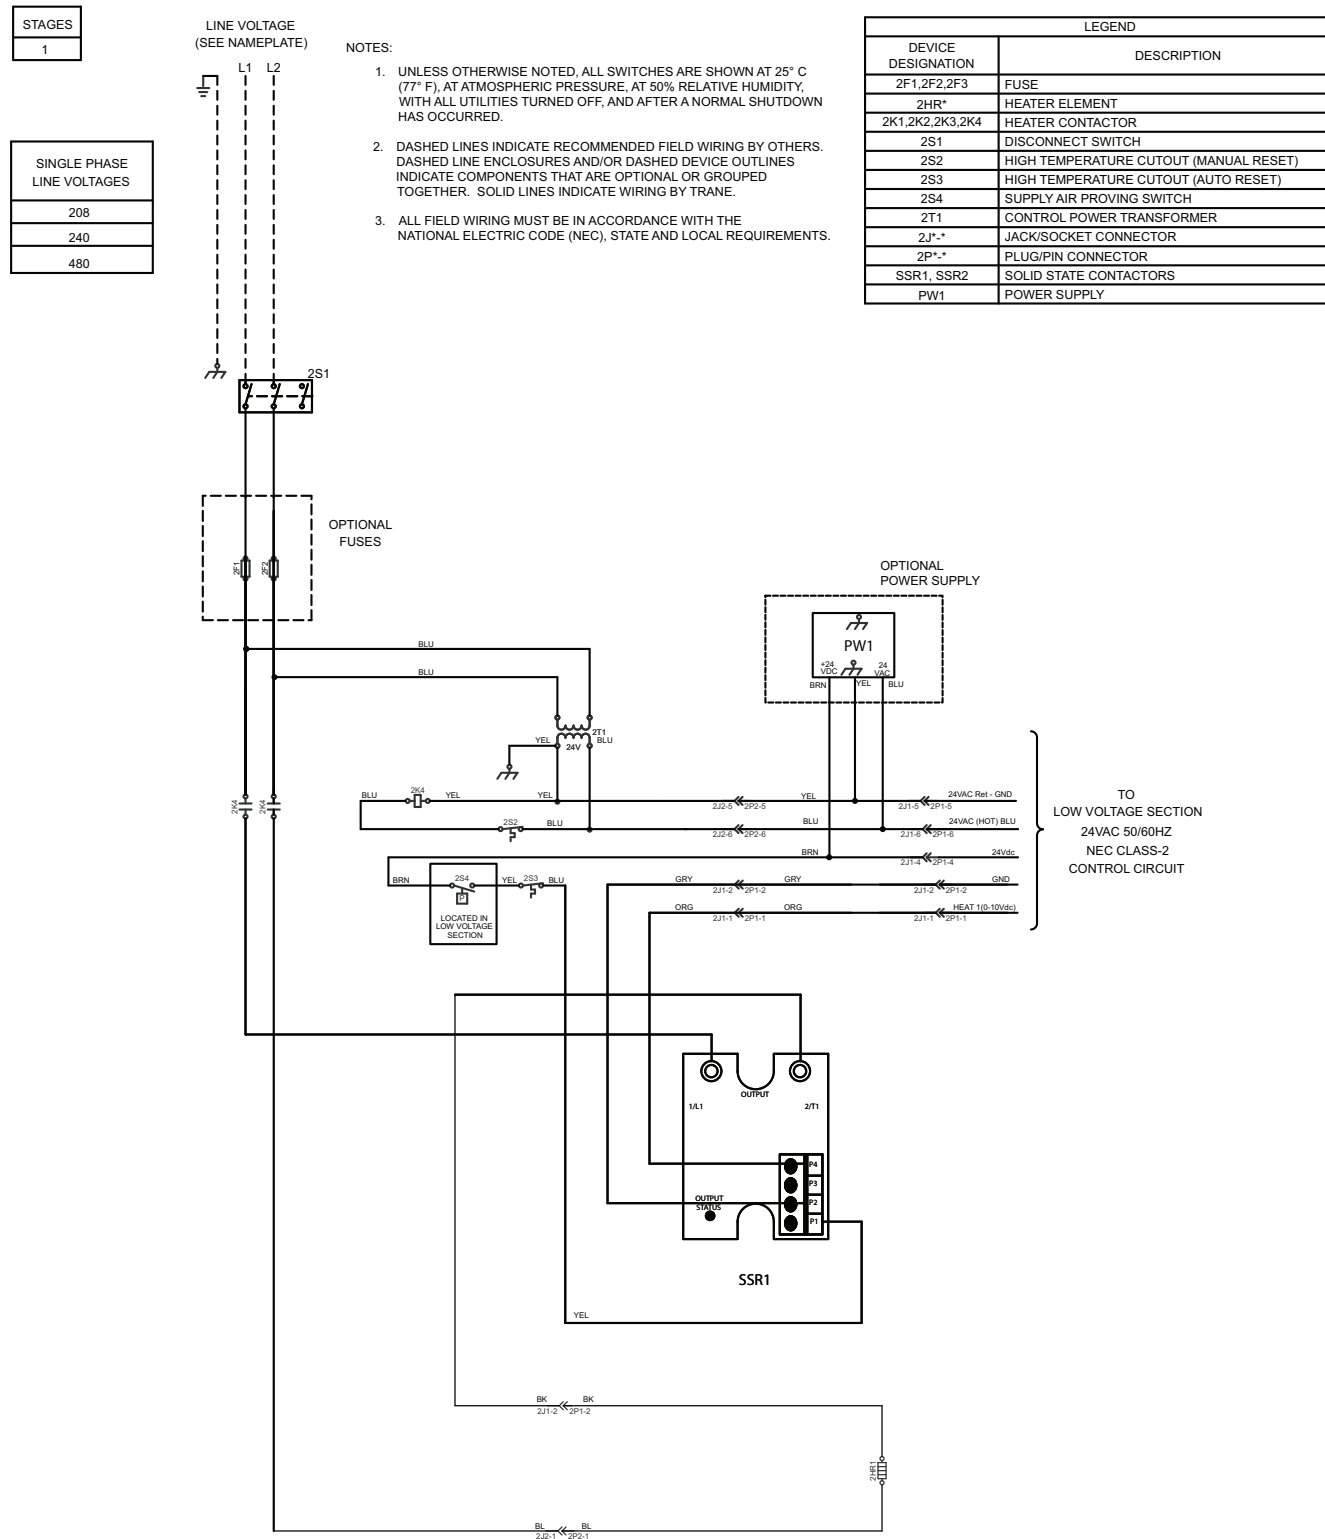 STAGES
1
LINE VOLTAGE
(SEE NAMEPLATE)
L1 L2
SINGLE PHASE
LINE VOLTAGES
208
240
480
NOTES:
1. UNLESS OTHERWISE NOTED, ALL SWITCHES ARE SHOWN AT 25° C
(77° F), AT ATMOSPHERIC PRESSURE, AT 50% RELATIVE HUMIDITY,
WITH ALL UTILITIES TURNED OFF, AND AFTER A NORMAL SHUTDOWN
HAS OCCURRED.
2. DASHED LINES INDICATE RECOMMENDED FIELD WIRING BY OTHERS.
DASHED LINE ENCLOSURES AND/OR DASHED DEVICE OUTLINES
INDICATE COMPONENTS THAT ARE OPTIONAL OR GROUPED
TOGETHER. SOLID LINES INDICATE WIRING BY TRANE.
3. ALL FIELD WIRING MUST BE IN ACCORDANCE WITH THE
NATIONAL ELECTRIC CODE (NEC), STATE AND LOCAL REQUIREMENTS.
LEGEND
DEVICE
DESIGNATION
DESCRIPTION
2F1,2F2,2F3 FUSE
2HR* HEATER ELEMENT
2K1,2K2,2K3,2K4 HEATER CONTACTOR
2S1 DISCONNECT SWITCH
2S2 HIGH TEMPERATURE CUTOUT (MANUAL RESET)
2S3 HIGH TEMPERATURE CUTOUT (AUTO RESET)
2S4 SUPPLY AIR PROVING SWITCH
2T1 CONTROL POWER TRANSFORMER
2J*-* JACK/SOCKET CONNECTOR
2P*-* PLUG/PIN CONNECTOR
SSR1, SSR2 SOLID STATE CONTACTORS
PW1 POWER SUPPLY
2S1
OPTIONAL
FUSES
2F1
2F2
BLU
BLU
OPTIONAL
POWER SUPPLY
PW1
+24
VDC
24
VAC
BRN YEL BLU
2T1
YEL 24V BLU
2K4 2K4
BLU 2K4 YEL YEL 2J2-5 2P2-5 YEL 2J1-5 2P1-5 24VAC Ret - GND
2S2 BLU 2J2-6 2P2-6 BLU 2J1-6 2P1-6 24VAC (HOT) BLU
BRN 2J1-4 2P1-4 24Vdc
BRN 2S4 YEL 2S3 BLU
P
LOCATED IN
LOW VOLTAGE
SECTION
GRY 2J1-2 2P1-2 GRY 2J1-2 2P1-2 GND
ORG 2J1-1 2P1-1 ORG 2J1-1 2P1-1 HEAT 1(0-10Vdc)
TO
LOW VOLTAGE SECTION
24VAC 50/60HZ
NEC CLASS-2
CONTROL CIRCUIT
OUTPUT
1/L1 2/T1
P4
P3
P2
P1
OUTPUT
STATUS
SSR1
YEL
BK BK
2J1-2 2P1-2
2HR1
BL BL
2J2-1 2P2-1